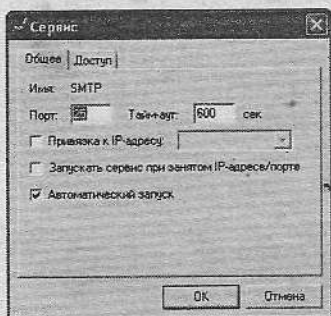 Сервис
Общее Доступ
Имя: SMTP
Порт: 25 Тайм-аут: 600 сек
Привязка к IP-адресу:
Запускать сервис при занятом IP-адресе/порте
Автоматический запуск
OK Отмена